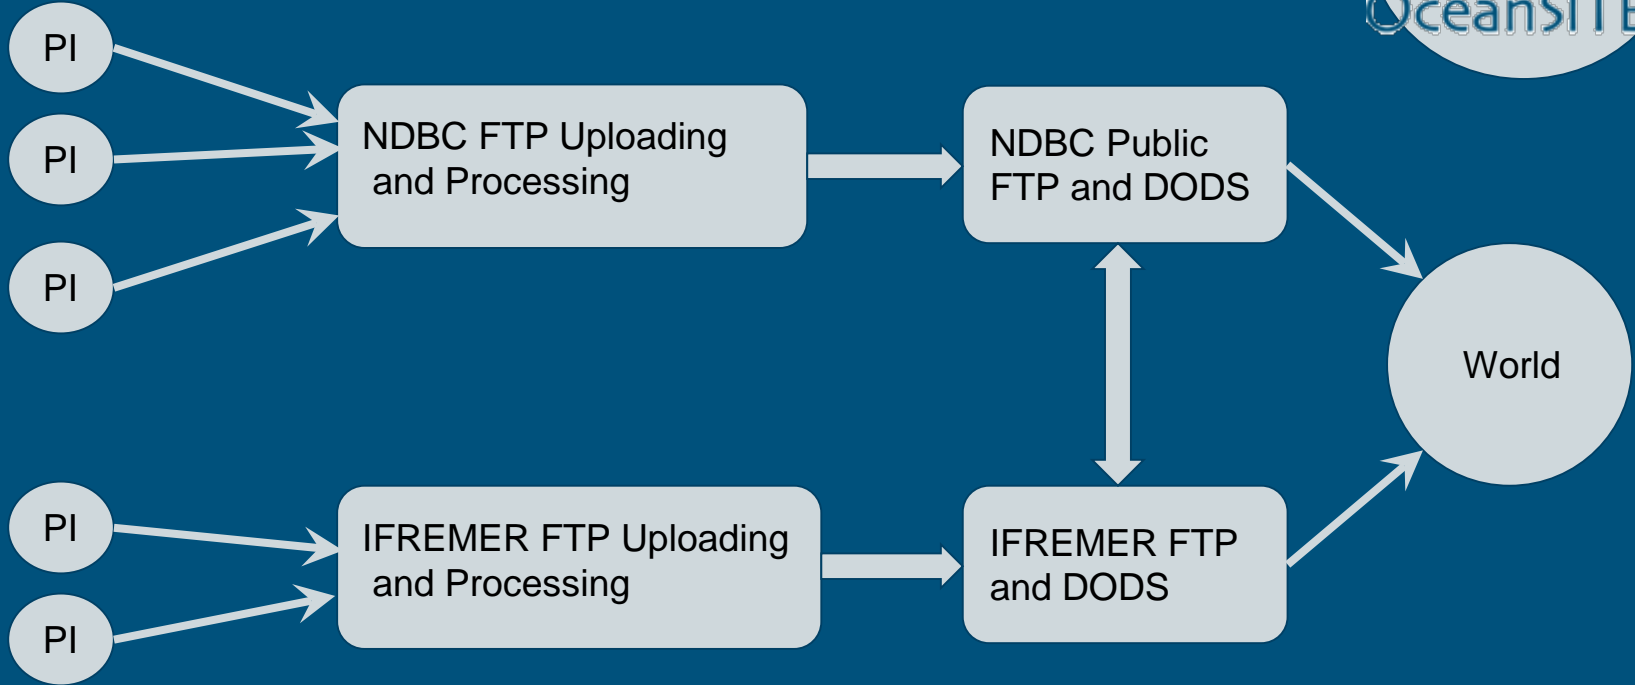 OceanSITE
PI
PI
PI
NDBC FTP Uploading
and Processing
NDBC Public
FTP and DODS
World
PI
PI
IFREMER FTP Uploading
and Processing
IFREMER FTP
and DODS